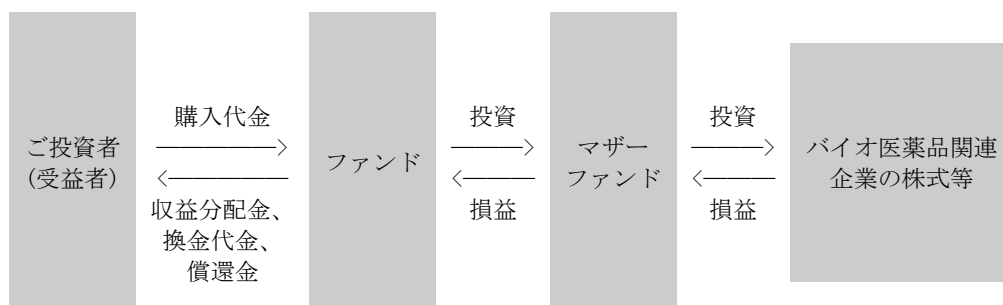 ご投資者
(受益者)
購入代金
収益分配金、
換金代金、
償還金
ファンド
投資
損益
マザー
ファンド
投資
損益
バイオ医薬品関連
企業の株式等